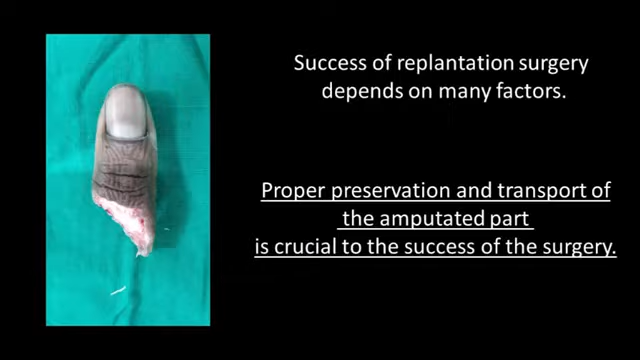 Success of replantation surgery
depends on many factors.
Proper preservation and transport of
the amputated part
is crucial to the success of the surgery.